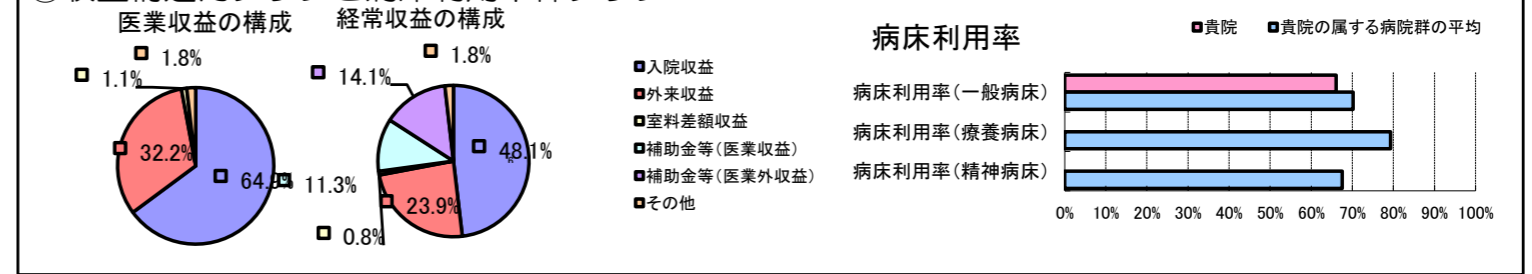 医業収益の構成
1.8%
1.1%
32.2%
64.9%
経常収益の構成
1.8%
14.1%
48.1%
11.3%
23.9%
0.8%
入院収益
外来収益
室料差額収益
補助金等(医業収益)
補助金等(医業外収益)
その他
病床利用率
貴院 貴院の属する病院群の平均
病床利用率(一般病床)
病床利用率(療養病床)
病床利用率(精神病床)
0% 10% 20% 30% 40% 50% 60% 70% 80% 90% 100%